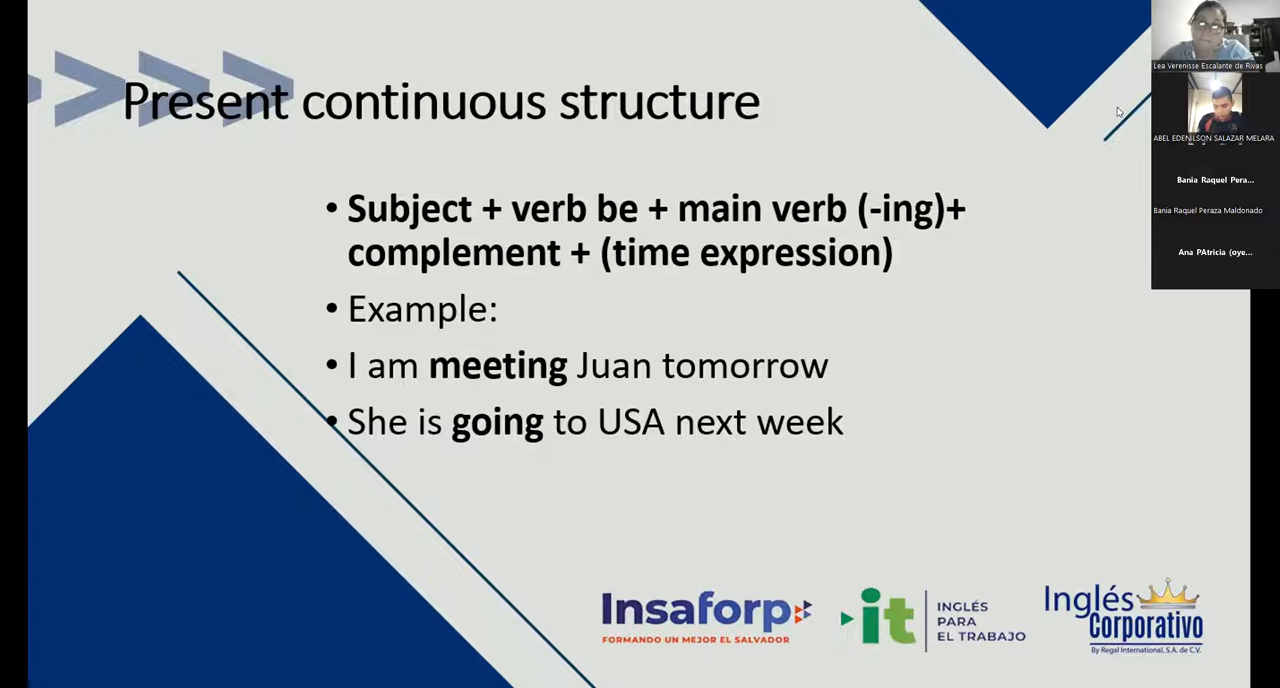 Present continuous structure
• Subject + verb be + main verb (-ing)+
complement + (time expression)
• Example:
• I am meeting Juan tomorrow
• She is going to USA next week
Insaforp
FORMANDO UN MEJOR EL SALVADOR
it
INGLÉS
PARA
EL TRABAJO
Inglés
Corporativo
By Regal International, S.A. de C.V.
Lea Verenisse Escalante de Rivas
ABEL EDENILSON SALAZAR MELARA
Bania Raquel Pera...
Bania Raquel Peraza Maldonado
Ana PAtricia (oye...